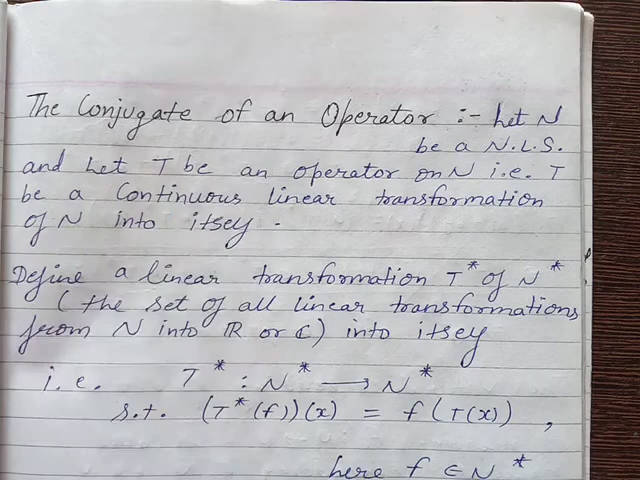 The Conjugate of an Operator :- Let N
be a N.L.S.
and Let T be an operator on N i.e. T
be a Continuous linear transformation
of N into itsey.
Define a linear transformation T* of N*
(the set of all linear transformations
from N into R or C) into itsey
i.e. T* : N* → N*
s.t. (T*(f))(x) = f(T(x)),
here f ∈ N*